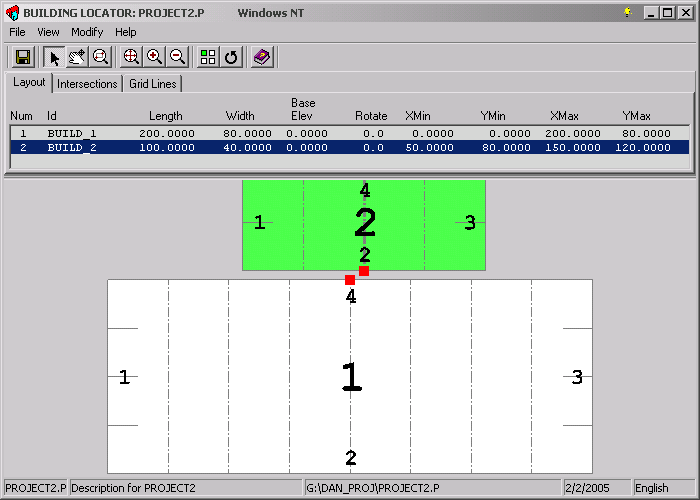 BUILDING LOCATOR: PROJECT2.P Windows NT
File View Modify Help
Layout Intersections Grid Lines
Base
Num Id Length Width Elev Rotate XMin YMin XMax YMax
1 BUILD_1 200.0000 80.0000 0.0000 0.0 0.0000 0.0000 200.0000 80.0000
2 BUILD_2 100.0000 40.0000 0.0000 0.0 50.0000 80.0000 150.0000 120.0000
4
1 2 3
2
4
1 1 3
2
PROJECT2.P Description for PROJECT2 G:\DAN_PROJ\PROJECT2.P 2/2/2005 English